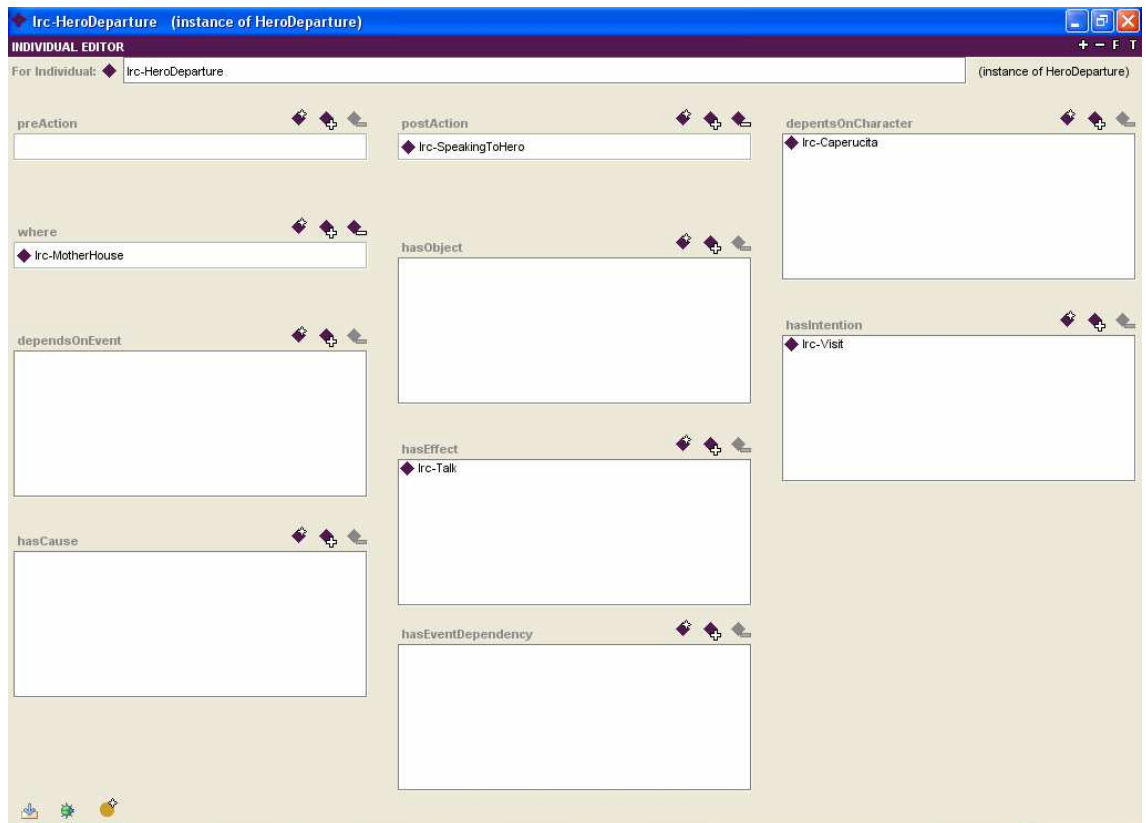 lrc-HeroDeparture (instance of HeroDeparture)
INDIVIDUAL EDITOR
+ − F T
For Individual: lrc-HeroDeparture (instance of HeroDeparture)
preAction
postAction
lrc-SpeakingToHero
depentsOnCharacter
lrc-Caperucita
where
lrc-MotherHouse
hasObject
hasIntention
lrc-Visit
dependsOnEvent
hasEffect
lrc-Talk
hasCause
hasEventDependency